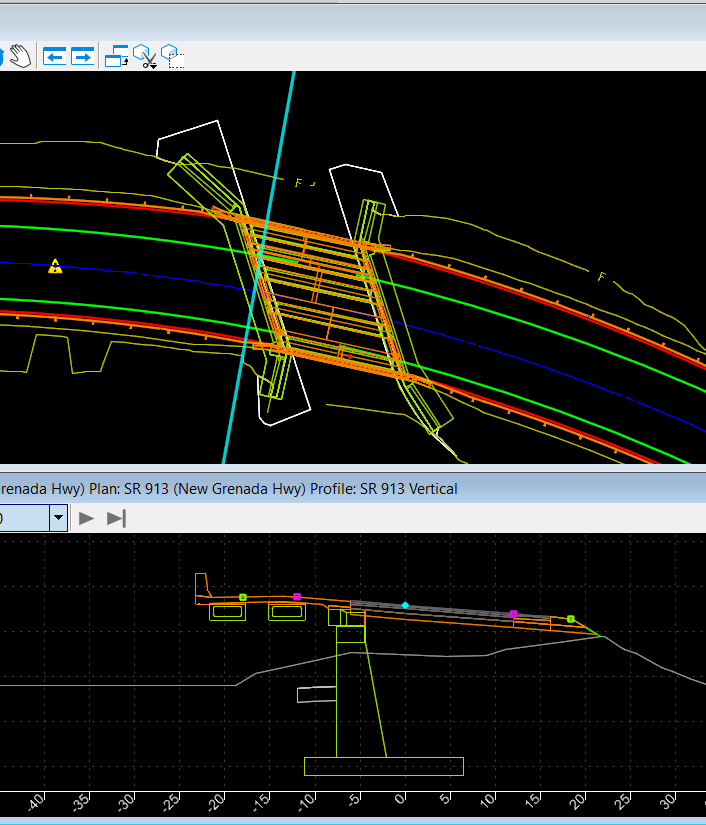 F
F
renada Hwy) Plan: SR 913 (New Grenada Hwy) Profile: SR 913 Vertical
0
-40 -35 -30 -25 -20 -15 -10 -5 0 5 10 15 20 25 30